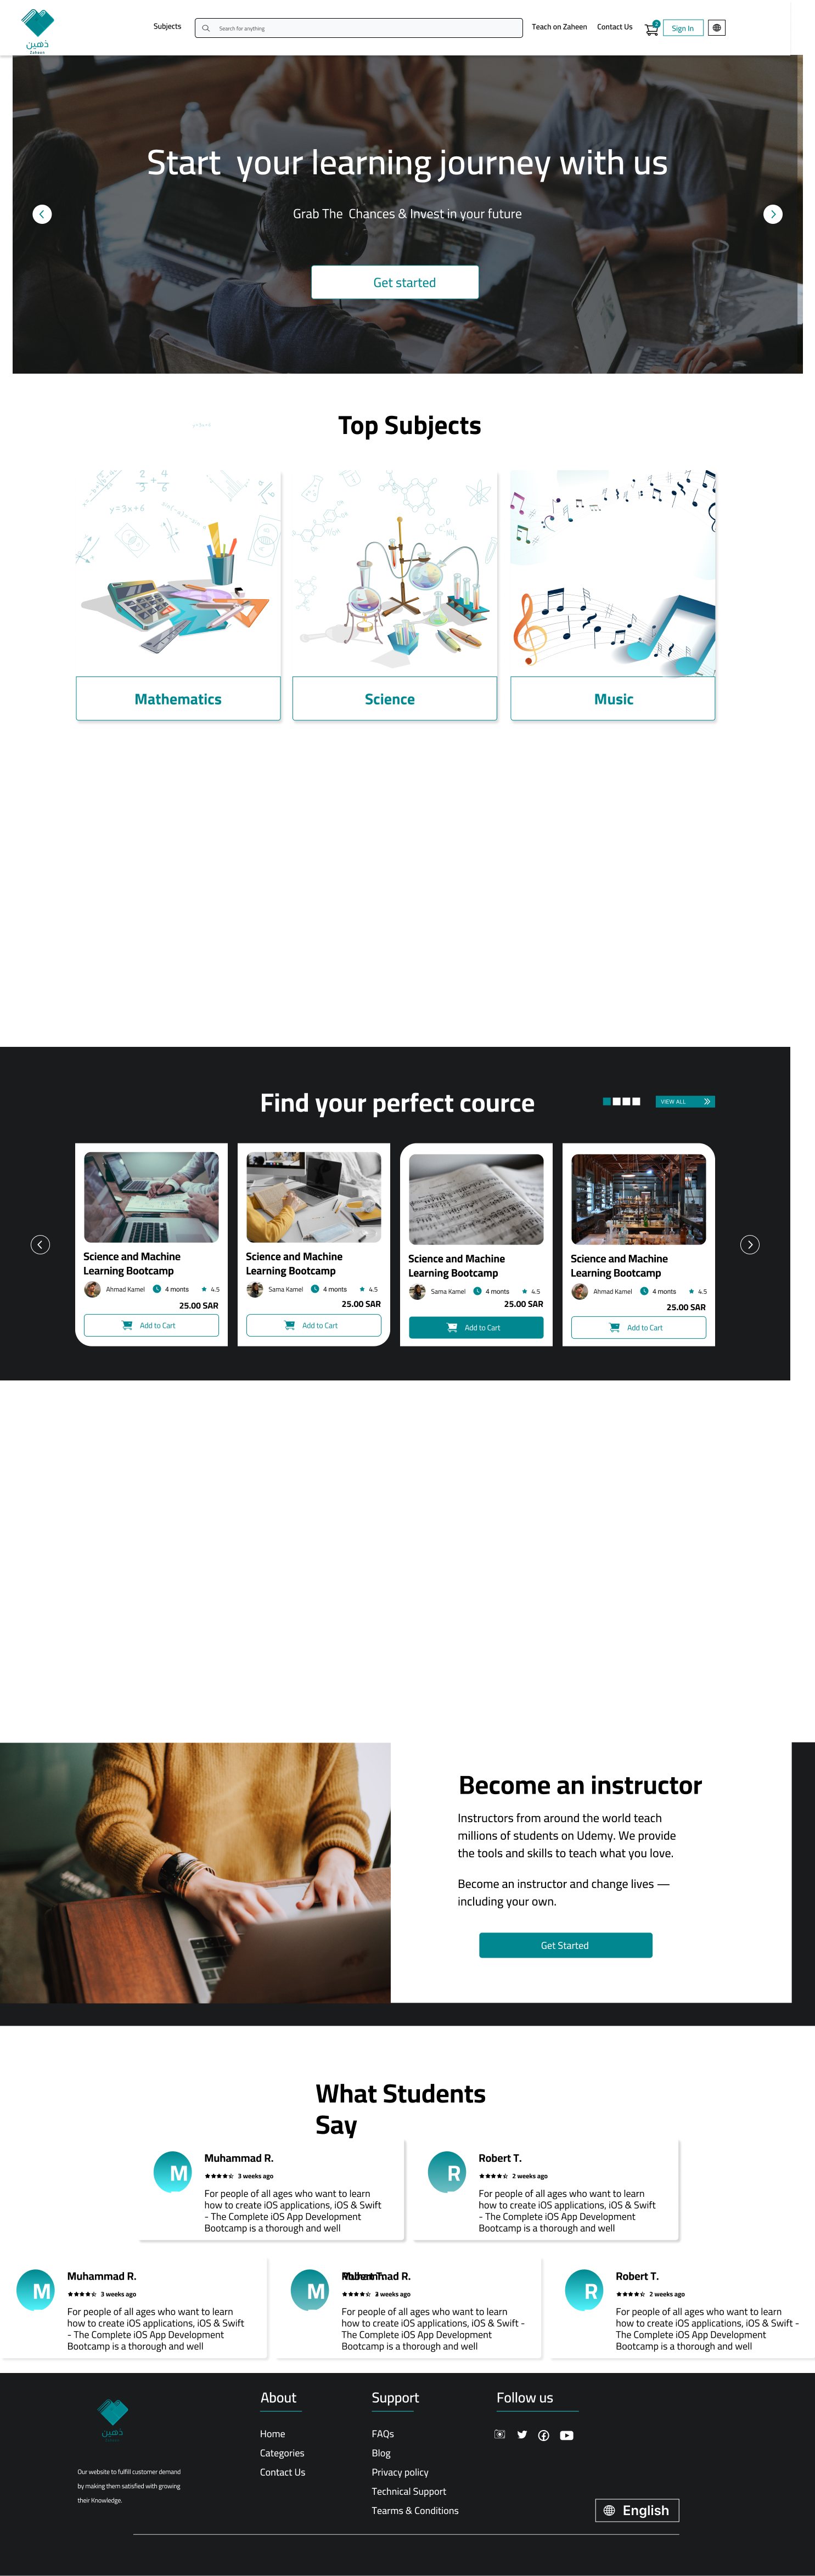 ذهين
Zaheen
Subjects
Search for anything
Teach on Zaheen
Contact Us
2
Sign In
Start your learning journey with us
Grab The Chances & Invest in your future
Get started
Top Subjects
2/3 + 4/6
y=3x+6
Mathematics
Science
Music
Find your perfect cource
VIEW ALL
Science and Machine
Learning Bootcamp
Ahmad Kamel 4 monts 4.5
25.00 SAR
Add to Cart
Science and Machine
Learning Bootcamp
Sama Kamel 4 monts 4.5
25.00 SAR
Add to Cart
Science and Machine
Learning Bootcamp
Sama Kamel 4 monts 4.5
25.00 SAR
Add to Cart
Science and Machine
Learning Bootcamp
Ahmad Kamel 4 monts 4.5
25.00 SAR
Add to Cart
Become an instructor
Instructors from around the world teach
millions of students on Udemy. We provide
the tools and skills to teach what you love.
Become an instructor and change lives —
including your own.
Get Started
What Students
Say
M
Muhammad R.
3 weeks ago
For people of all ages who want to learn
how to create iOS applications, iOS & Swift
- The Complete iOS App Development
Bootcamp is a thorough and well
R
Robert T.
2 weeks ago
For people of all ages who want to learn
how to create iOS applications, iOS & Swift
- The Complete iOS App Development
Bootcamp is a thorough and well
M
Muhammad R.
3 weeks ago
For people of all ages who want to learn
how to create iOS applications, iOS & Swift
- The Complete iOS App Development
Bootcamp is a thorough and well
M
weeks ago
For people of all ages who want to learn
how to create iOS applications, iOS & Swift -
The Complete iOS App Development
Bootcamp is a thorough and well
R
Robert T.
2 weeks ago
For people of all ages who want to learn
how to create iOS applications, iOS & Swift -
The Complete iOS App Development
Bootcamp is a thorough and well
ذهين
Our website to fulfill customer demand
by making them satisfied with growing
their Knowledge.
About
Home
Categories
Contact Us
Support
FAQs
Blog
Privacy policy
Technical Support
Tearms & Conditions
Follow us
English